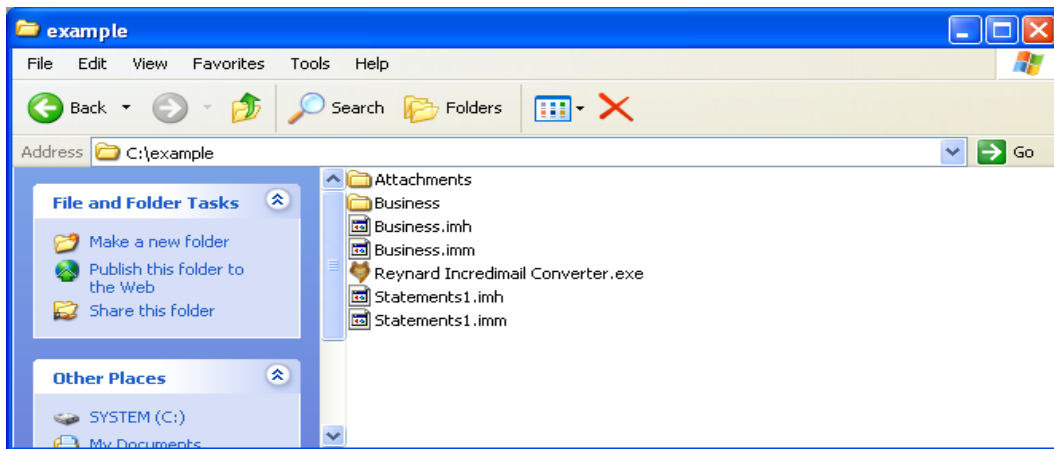 example
File Edit View Favorites Tools Help
Back Search Folders
Address C:\example Go
File and Folder Tasks
Make a new folder
Publish this folder to
the Web
Share this folder
Other Places
SYSTEM (C:)
My Documents
Attachments
Business
Business.imh
Business.imm
Reynard Incredimail Converter.exe
Statements1.imh
Statements1.imm